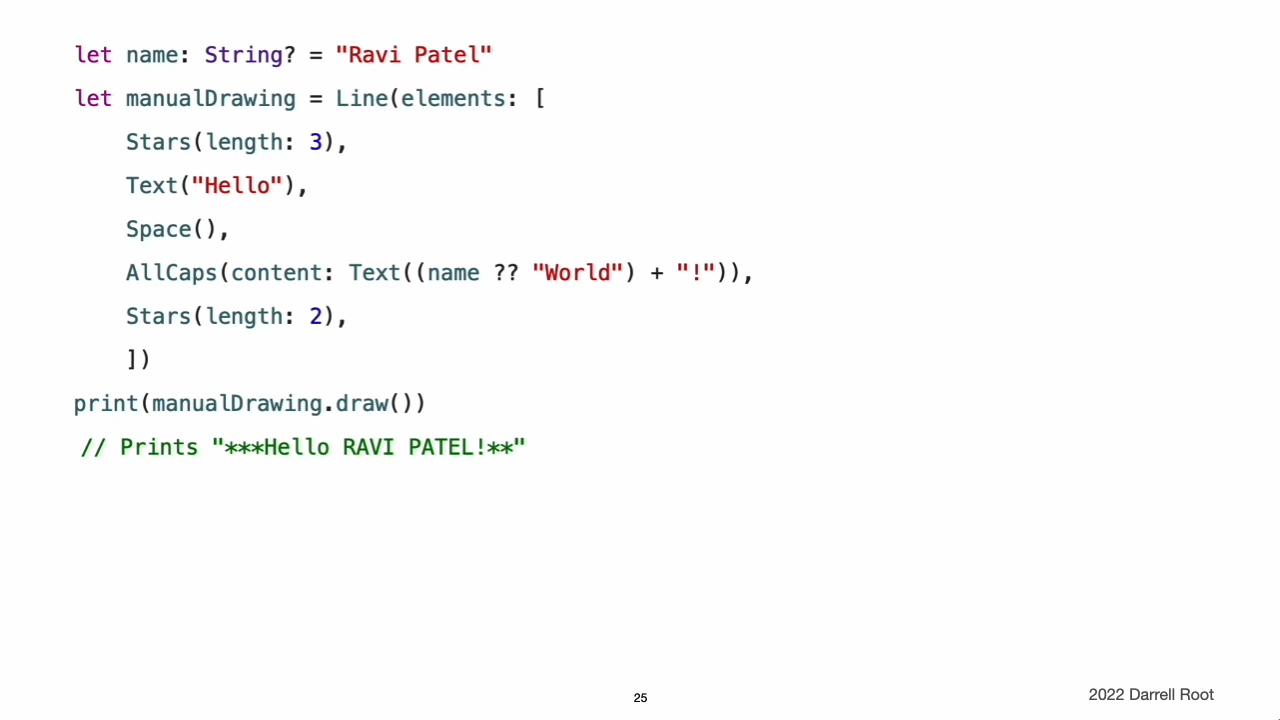 let name: String? = "Ravi Patel"
let manualDrawing = Line(elements: [
Stars(length: 3),
Text("Hello"),
Space(),
AllCaps(content: Text((name ?? "World") + "!")),
Stars(length: 2),
])
print(manualDrawing.draw())
// Prints "***Hello RAVI PATEL!**"
25
2022 Darrell Root